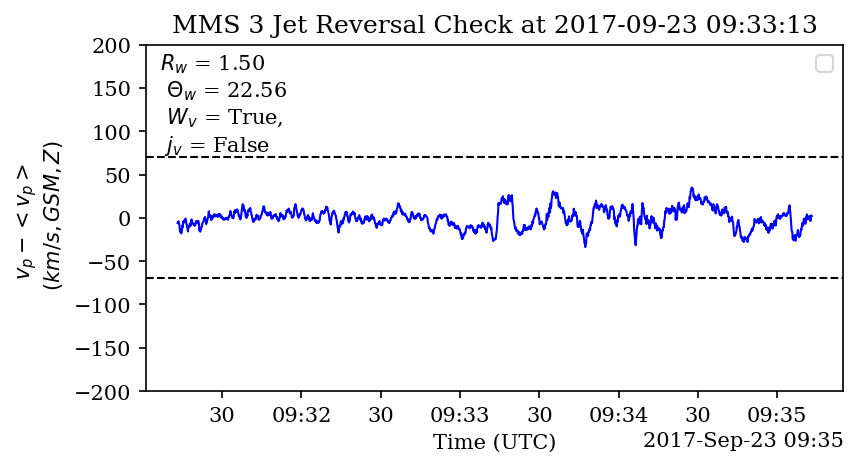 MMS 3 Jet Reversal Check at 2017-09-23 09:33:13
R_w = 1.50
Θ_w = 22.56
W_v = True,
j_v = False
v_p − < v_p >
(km/s, GSM, Z)
200
150
100
50
0
−50
−100
−150
−200
30 09:32 30 09:33 30 09:34 30 09:35
Time (UTC)
2017-Sep-23 09:35